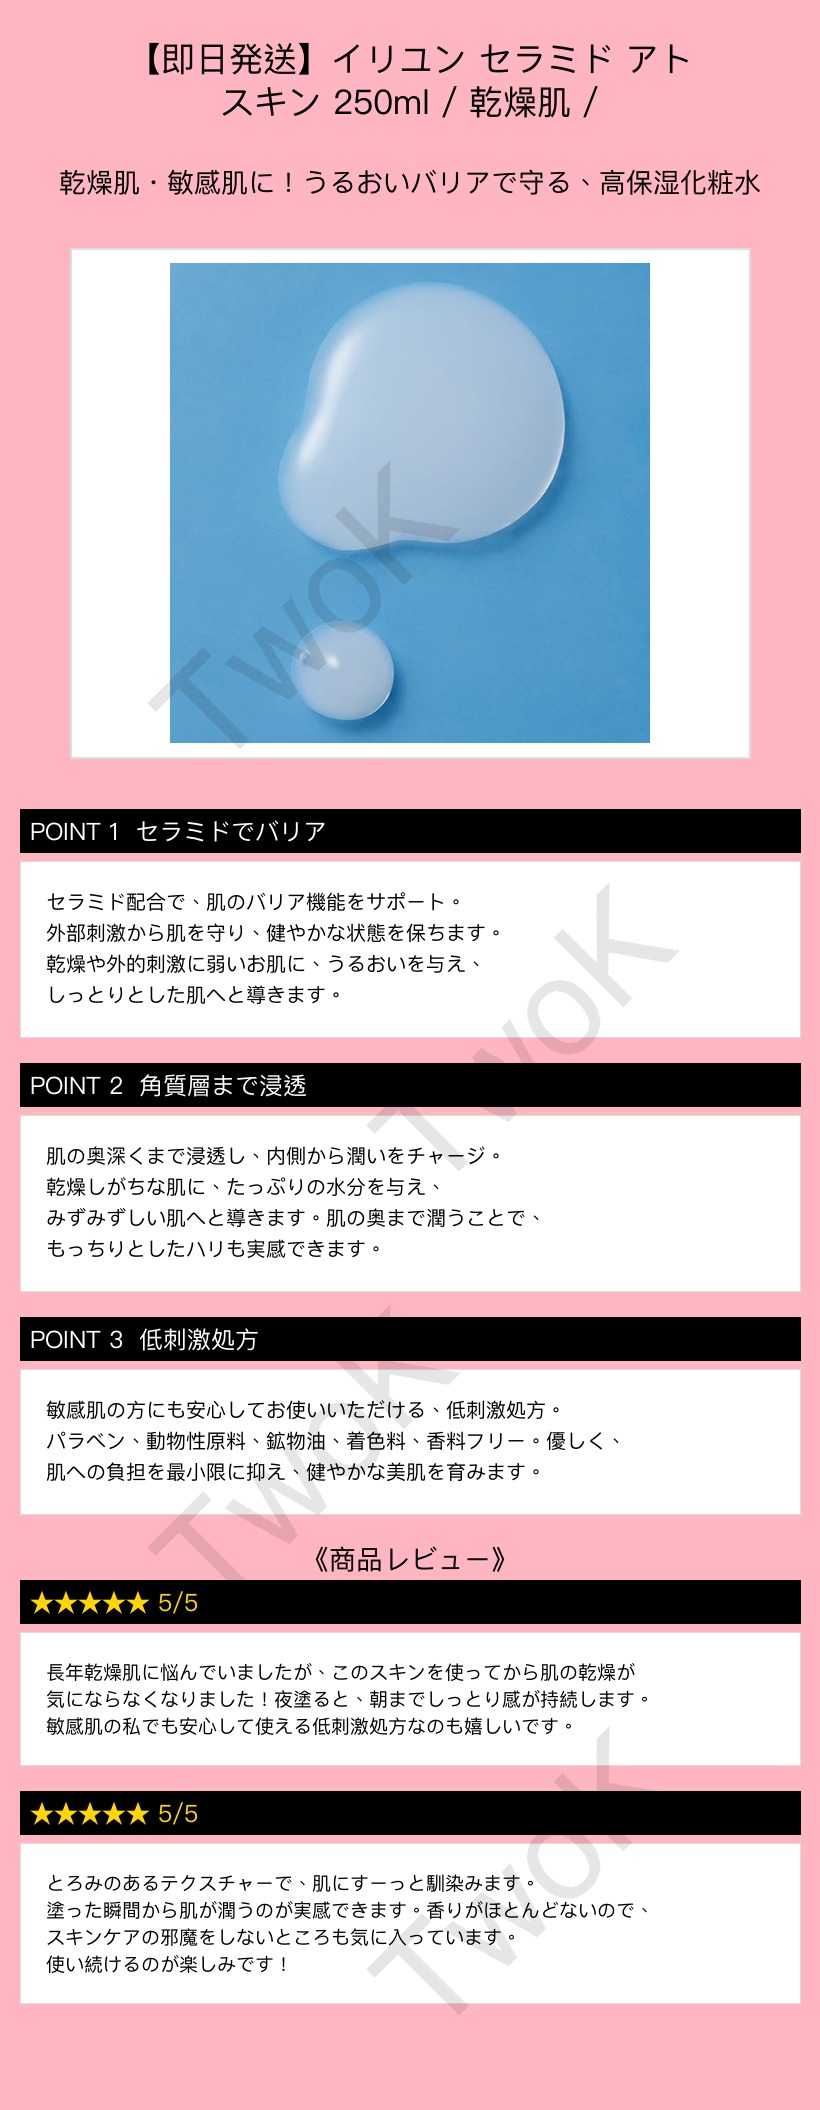 【即日発送】イリユン セラミド アト
スキン 250ml / 乾燥肌 /
乾燥肌・敏感肌に！うるおいバリアで守る、高保湿化粧水
TwoK
POINT 1 セラミドでバリア
セラミド配合で、肌のバリア機能をサポート。
外部刺激から肌を守り、健やかな状態を保ちます。
乾燥や外的刺激に弱いお肌に、うるおいを与え、
しっとりとした肌へと導きます。
TwoK
POINT 2 角質層まで浸透
肌の奥深くまで浸透し、内側から潤いをチャージ。
乾燥しがちな肌に、たっぷりの水分を与え、
みずみずしい肌へと導きます。肌の奥まで潤うことで、
もっちりとしたハリも実感できます。
POINT 3 低刺激処方
敏感肌の方にも安心してお使いいただける、低刺激処方。
パラベン、動物性原料、鉱物油、着色料、香料フリー。優しく、
肌への負担を最小限に抑え、健やかな美肌を育みます。
TwoK
《商品レビュー》
★★★★★ 5/5
長年乾燥肌に悩んでいましたが、このスキンを使ってから肌の乾燥が
気にならなくなりました！夜塗ると、朝までしっとり感が持続します。
敏感肌の私でも安心して使える低刺激処方なのも嬉しいです。
★★★★★ 5/5
とろみのあるテクスチャーで、肌にすーっと馴染みます。
塗った瞬間から肌が潤うのが実感できます。香りがほとんどないので、
スキンケアの邪魔をしないところも気に入っています。
使い続けるのが楽しみです！
TwoK